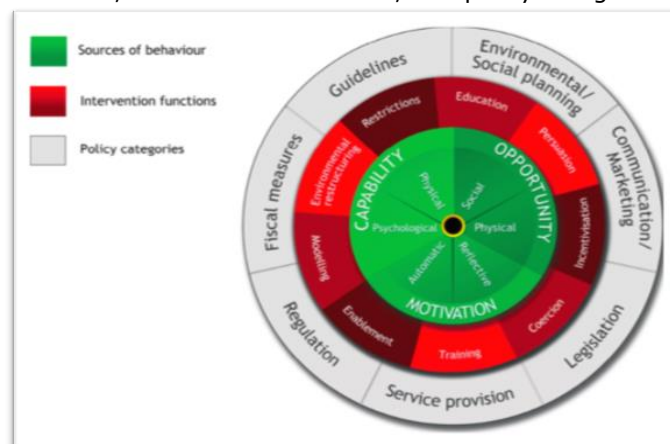 Sources of behaviour
Intervention functions
Policy categories
Guidelines
Environmental/
Social planning
Communication/
Marketing
Legislation
Service provision
Regulation
Fiscal measures
Restrictions
Education
Persuasion
Incentivisation
Coercion
Training
Enablement
Modelling
Environmental
restructuring
CAPABILITY
OPPORTUNITY
MOTIVATION
Physical
Social
Physical
Reflective
Automatic
Psychological